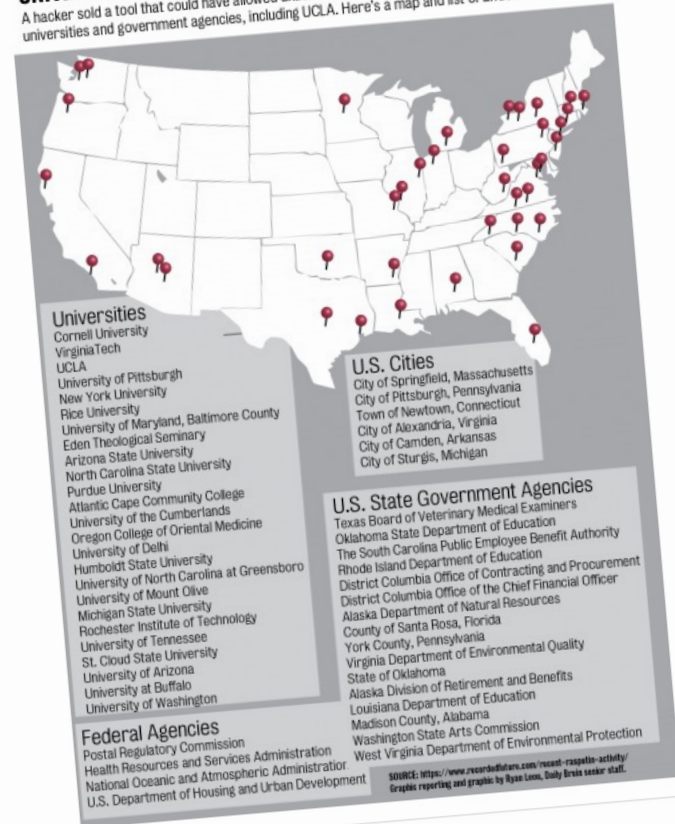 A hacker sold a tool that could have allowed
universities and government agencies, including UCLA. Here's a map and list of
Universities
Cornell University
VirginiaTech
UCLA
University of Pittsburgh
New York University
Rice University
University of Maryland, Baltimore County
Eden Theological Seminary
Arizona State University
North Carolina State University
Purdue University
Atlantic Cape Community College
University of the Cumberlands
Oregon College of Oriental Medicine
University of Delhi
Humboldt State University
University of North Carolina at Greensboro
University of Mount Olive
Michigan State University
Rochester Institute of Technology
University of Tennessee
St. Cloud State University
University of Arizona
University at Buffalo
University of Washington
Federal Agencies
Postal Regulatory Commission
Health Resources and Services Administration
National Oceanic and Atmospheric Administration
U.S. Department of Housing and Urban Development
U.S. Cities
City of Springfield, Massachusetts
City of Pittsburgh, Pennsylvania
Town of Newtown, Connecticut
City of Alexandria, Virginia
City of Camden, Arkansas
City of Sturgis, Michigan
U.S. State Government Agencies
Texas Board of Veterinary Medical Examiners
Oklahoma State Department of Education
The South Carolina Public Employee Benefit Authority
Rhode Island Department of Education
District Columbia Office of Contracting and Procurement
District Columbia Office of the Chief Financial Officer
Alaska Department of Natural Resources
County of Santa Rosa, Florida
York County, Pennsylvania
Virginia Department of Environmental Quality
State of Oklahoma
Alaska Division of Retirement and Benefits
Louisiana Department of Education
Madison County, Alabama
Washington State Arts Commission
West Virginia Department of Environmental Protection
SOURCE: https://www.recordedfuture.com/recent-rasputin-activity/
Graphic reporting and graphic by Ryan Leou, Daily Bruin senior staff.